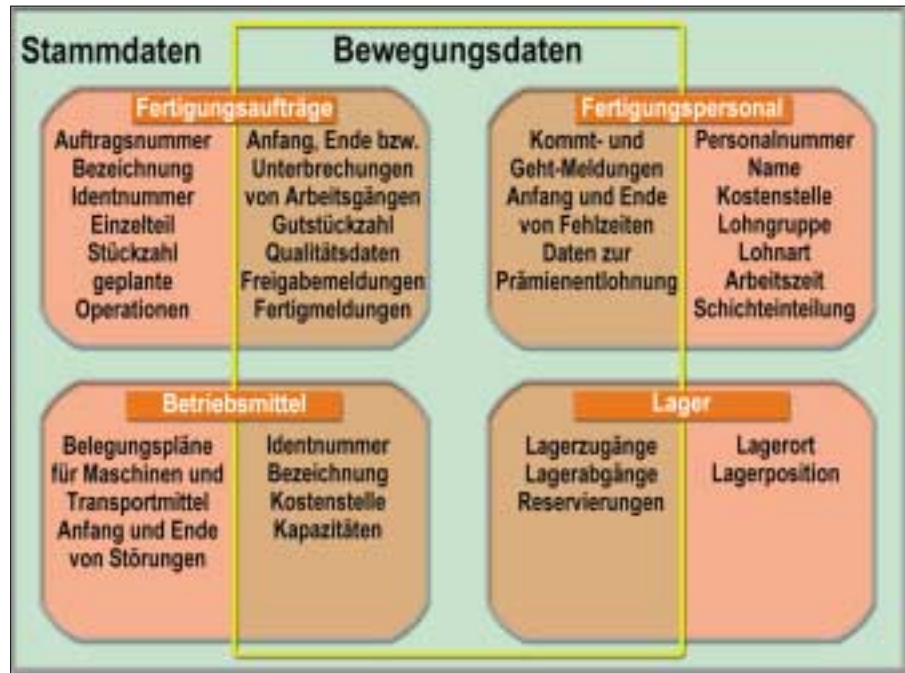 Stammdaten
Bewegungsdaten
Fertigungsaufträge
Auftragsnummer
Bezeichnung
Identnummer
Einzelteil
Stückzahl
geplante
Operationen
Anfang, Ende bzw.
Unterbrechungen
von Arbeitsgängen
Gutstückzahl
Qualitätsdaten
Freigabemeldungen
Fertigmeldungen
Fertigungspersonal
Kommt- und
Geht-Meldungen
Anfang und Ende
von Fehlzeiten
Daten zur
Prämienentlohnung
Personalnummer
Name
Kostenstelle
Lohngruppe
Lohnart
Arbeitszeit
Schichteinteilung
Betriebsmittel
Belegungspläne
für Maschinen und
Transportmittel
Anfang und Ende
von Störungen
Identnummer
Bezeichnung
Kostenstelle
Kapazitäten
Lager
Lagerzugänge
Lagerabgänge
Reservierungen
Lagerort
Lagerposition